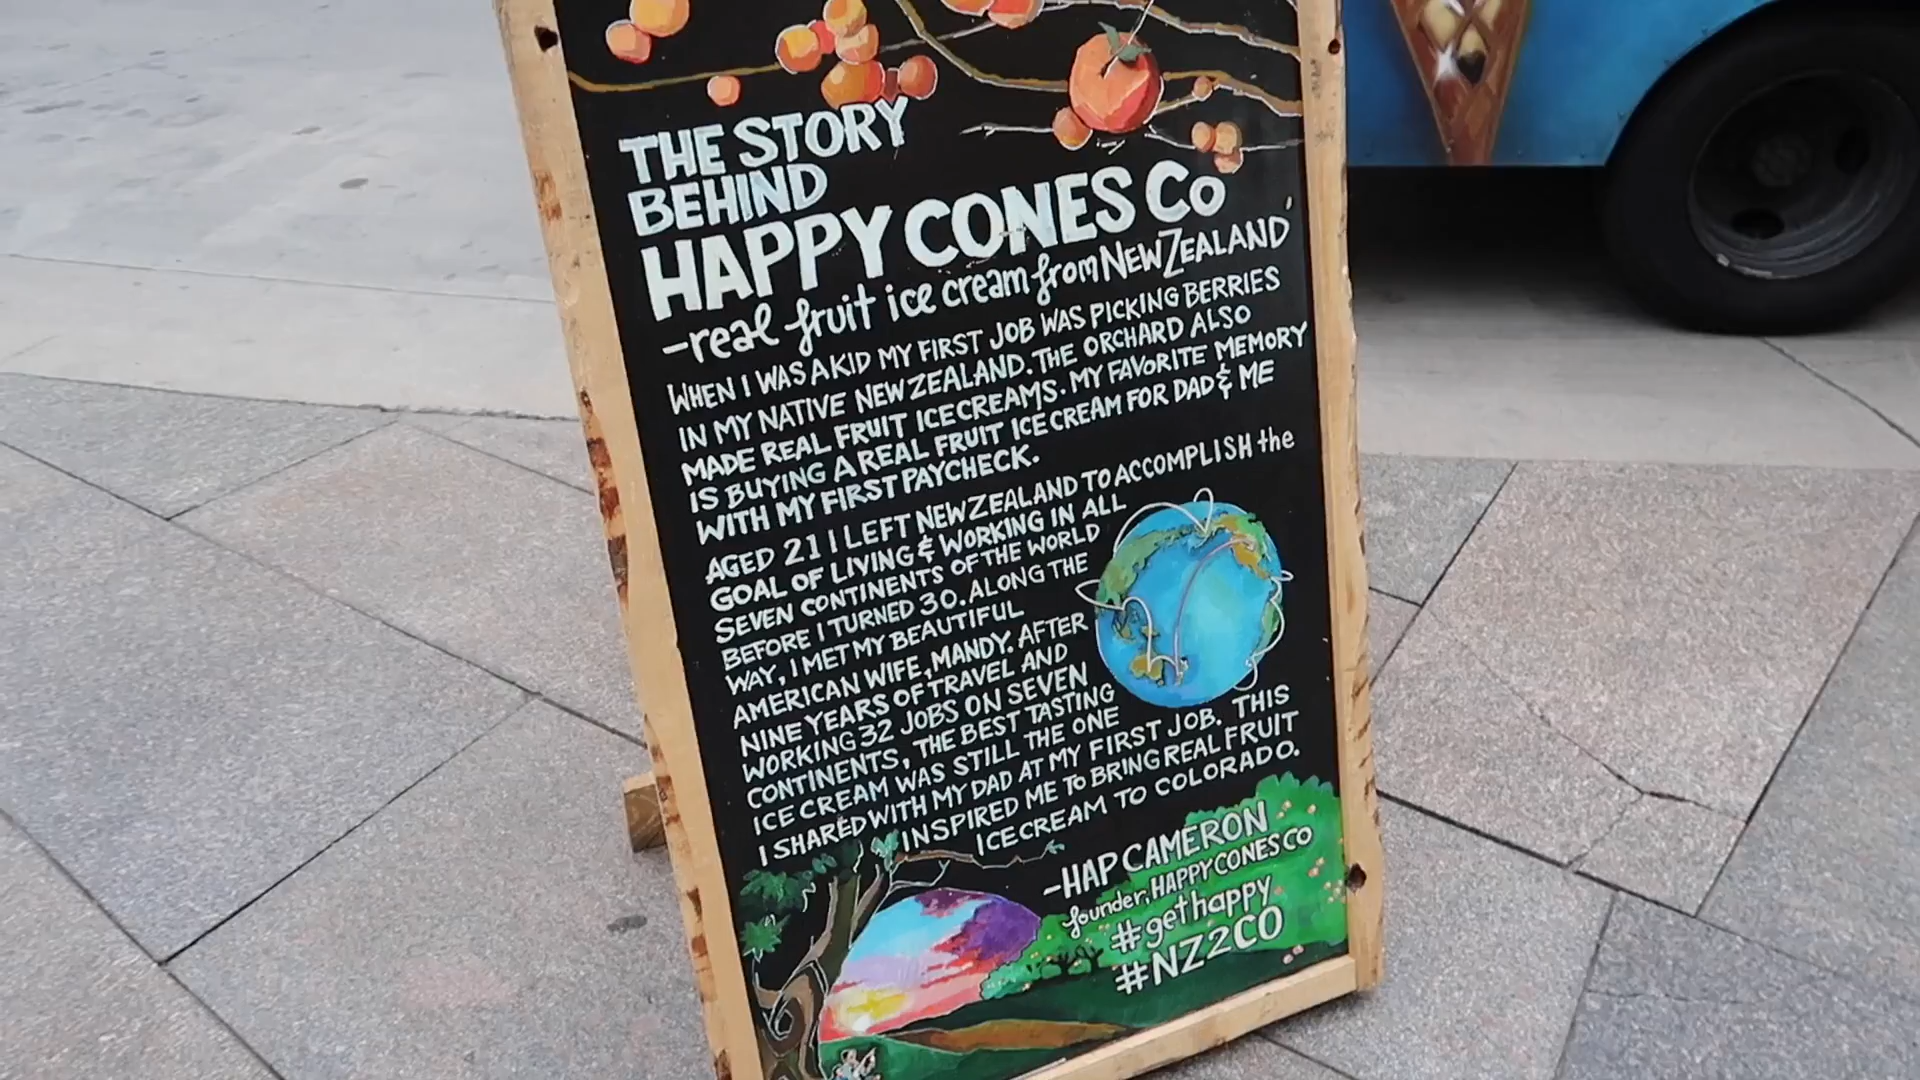 THE STORY
BEHIND
HAPPY CONES Co
-real fruit ice cream from NEW ZEALAND
WHEN I WAS A KID MY FIRST JOB WAS PICKING BERRIES
IN MY NATIVE NEW ZEALAND. THE ORCHARD ALSO
MADE REAL FRUIT ICE CREAMS. MY FAVORITE MEMORY
IS BUYING A REAL FRUIT ICE CREAM FOR DAD & ME
WITH MY FIRST PAYCHECK.
AGED 21 I LEFT NEW ZEALAND TO ACCOMPLISH the
GOAL OF LIVING & WORKING IN ALL
SEVEN CONTINENTS OF THE WORLD
BEFORE I TURNED 30. ALONG THE
WAY, I MET MY BEAUTIFUL
AMERICAN WIFE, MANDY. AFTER
NINE YEARS OF TRAVEL AND
WORKING 32 JOBS ON SEVEN
CONTINENTS, THE BEST TASTING
ICE CREAM WAS STILL THE ONE
I SHARED WITH MY DAD AT MY FIRST JOB. THIS
INSPIRED ME TO BRING REAL FRUIT
ICE CREAM TO COLORADO.
-HAP CAMERON
founder, HAPPY CONES CO
#gethappy
#NZ2CO